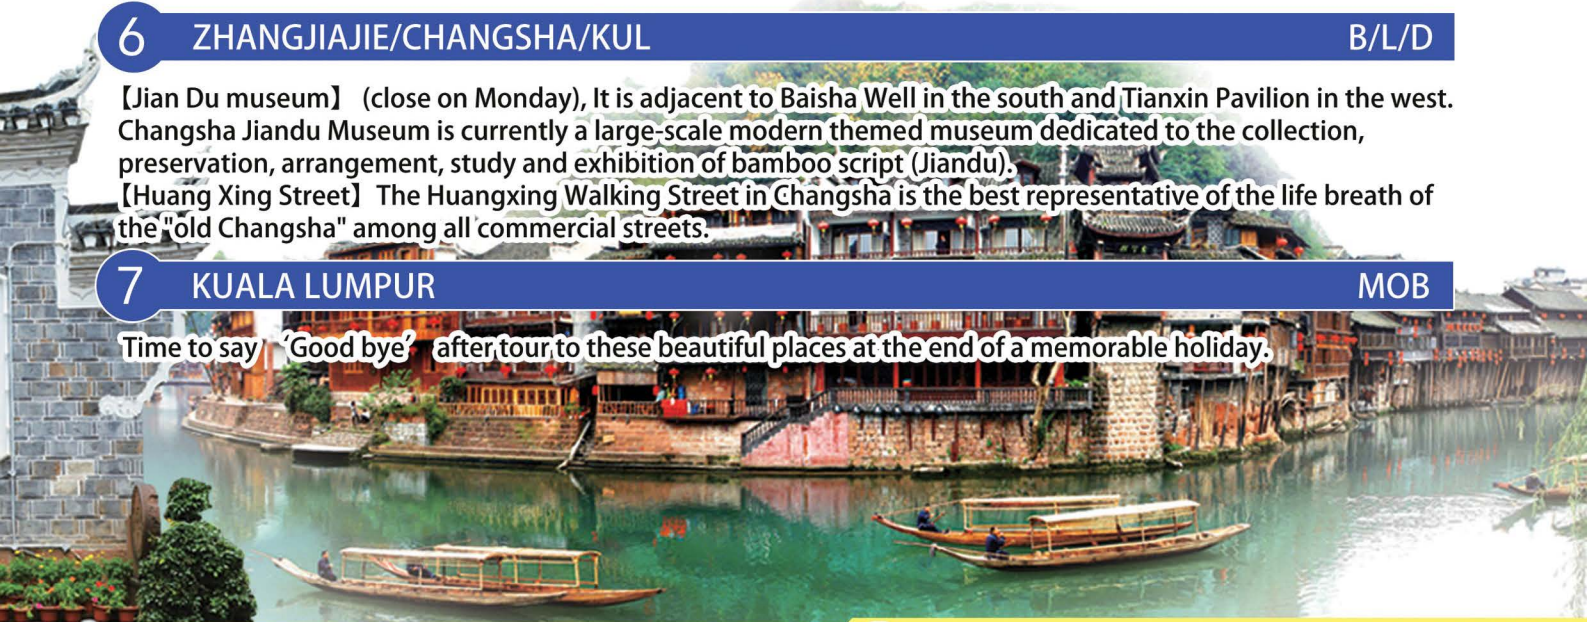 6 ZHANGJIAJIE/CHANGSHA/KUL B/L/D
【Jian Du museum】 (close on Monday), It is adjacent to Baisha Well in the south and Tianxin Pavilion in the west.
Changsha Jiandu Museum is currently a large-scale modern themed museum dedicated to the collection,
preservation, arrangement, study and exhibition of bamboo script (Jiandu).
【Huang Xing Street】 The Huangxing Walking Street in Changsha is the best representative of the life breath of
the "old Changsha" among all commercial streets.
7 KUALA LUMPUR MOB
Time to say ‘Good bye’ after tour to these beautiful places at the end of a memorable holiday.